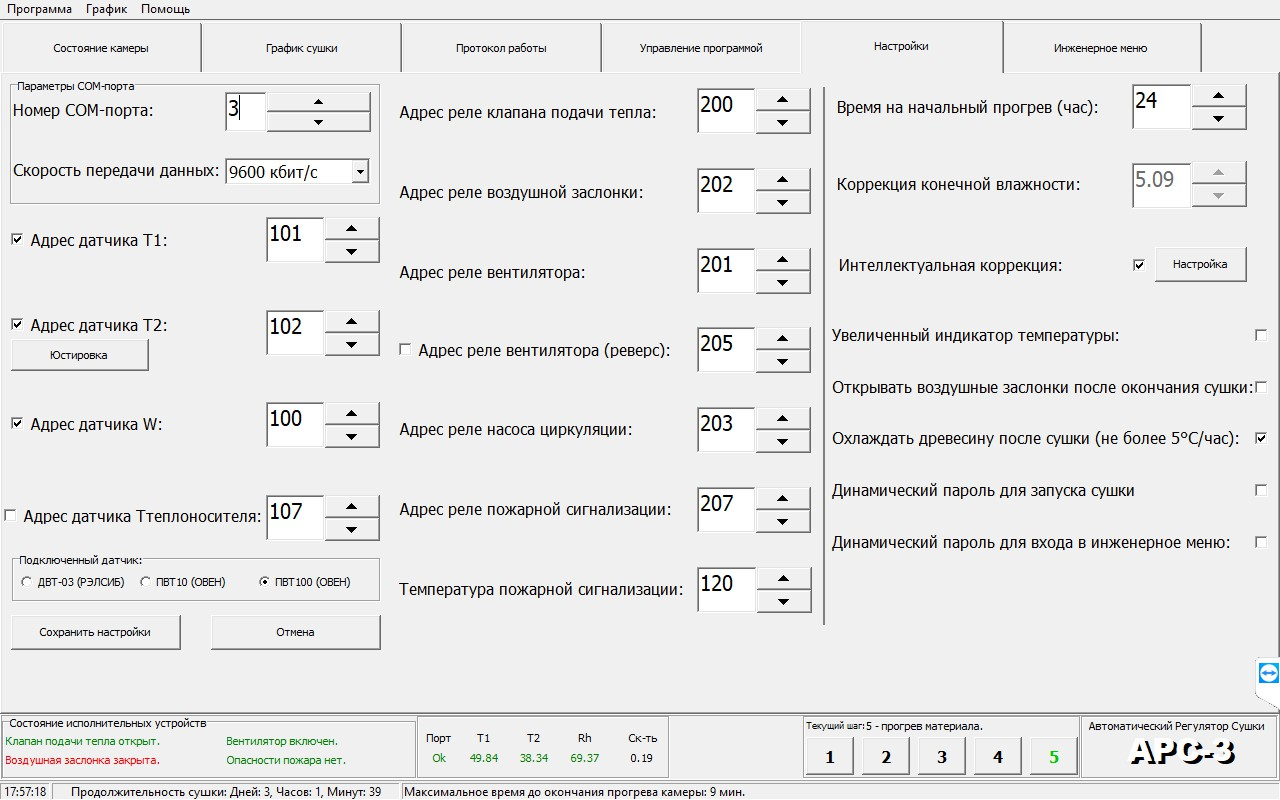 Программа График Помощь
Состояние камеры График сушки Протокол работы Управление программой Настройки Инженерное меню
Параметры COM-порта
Номер COM-порта: 3
Скорость передачи данных: 9600 кбит/с
Адрес датчика T1: 101
Адрес датчика T2: 102
Юстировка
Адрес датчика W: 100
Адрес датчика Tтеплоносителя: 107
Подключенный датчик:
ДВТ-03 (РЭЛСИБ) ПВТ10 (ОВЕН) ПВТ100 (ОВЕН)
Сохранить настройки Отмена
Адрес реле клапана подачи тепла: 200
Адрес реле воздушной заслонки: 202
Адрес реле вентилятора: 201
Адрес реле вентилятора (реверс): 205
Адрес реле насоса циркуляции: 203
Адрес реле пожарной сигнализации: 207
Температура пожарной сигнализации: 120
Время на начальный прогрев (час): 24
Коррекция конечной влажности: 5.09
Интеллектуальная коррекция: Настройка
Увеличенный индикатор температуры:
Открывать воздушные заслонки после окончания сушки:
Охлаждать древесину после сушки (не более 5°C/час):
Динамический пароль для запуска сушки
Динамический пароль для входа в инженерное меню:
Состояние исполнительных устройств
Клапан подачи тепла открыт. Вентилятор включен.
Воздушная заслонка закрыта. Опасности пожара нет.
Порт T1 T2 Rh Ск-ть
Ok 49.84 38.34 69.37 0.19
Текущий шаг: 5 - прогрев материала.
1 2 3 4 5
Автоматический Регулятор Сушки
АРС-3
17:57:18 Продолжительность сушки: Дней: 3, Часов: 1, Минут: 39 Максимальное время до окончания прогрева камеры: 9 мин.